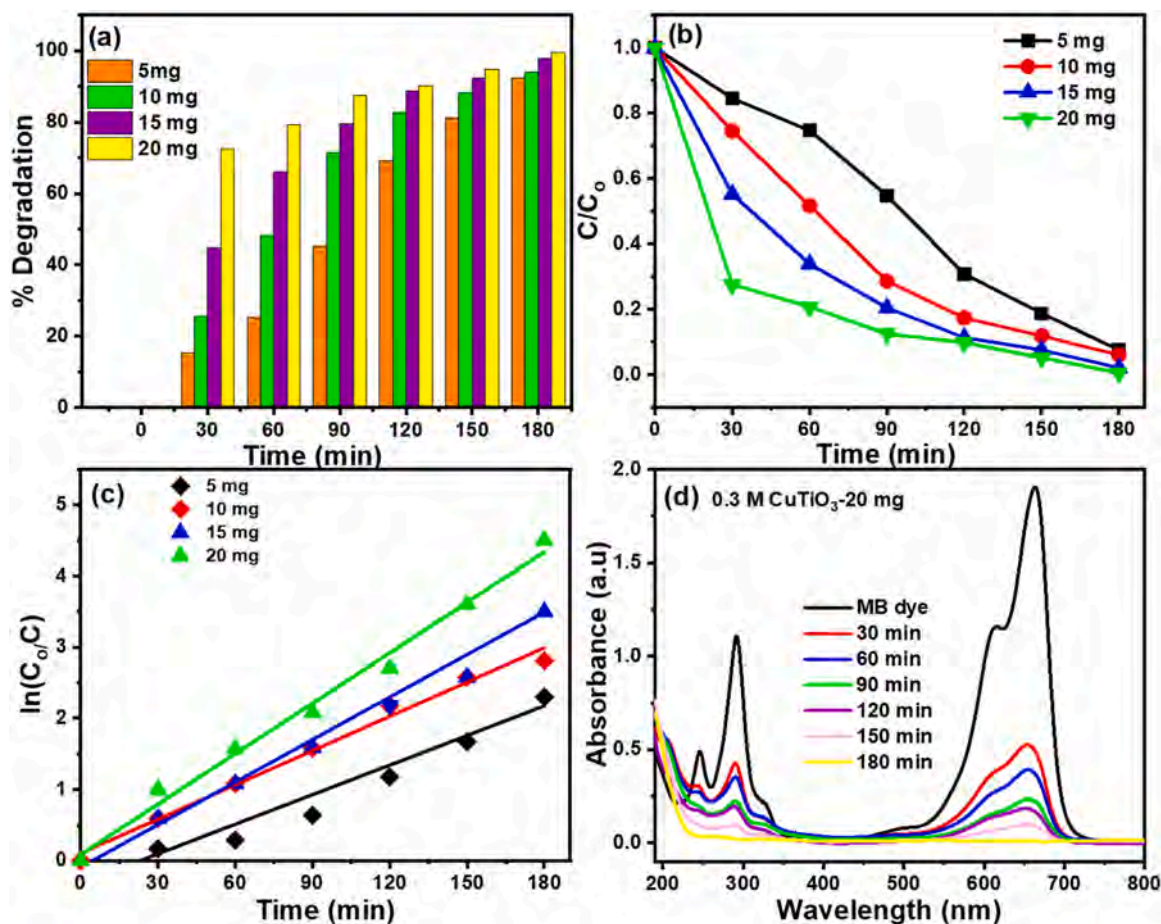 (a)
5mg
10 mg
15 mg
20 mg
% Degradation
100
80
60
40
20
0
0 30 60 90 120 150 180
Time (min)
(b)
5 mg
10 mg
15 mg
20 mg
C/Co
1.0
0.8
0.6
0.4
0.2
0.0
0 30 60 90 120 150 180
Time (min)
(c)
5 mg
10 mg
15 mg
20 mg
ln(Co/C)
5
4
3
2
1
0
0 30 60 90 120 150 180
Time (min)
(d) 0.3 M CuTiO3-20 mg
MB dye
30 min
60 min
90 min
120 min
150 min
180 min
Absorbance (a.u)
2.0
1.5
1.0
0.5
0.0
200 300 400 500 600 700 800
Wavelength (nm)